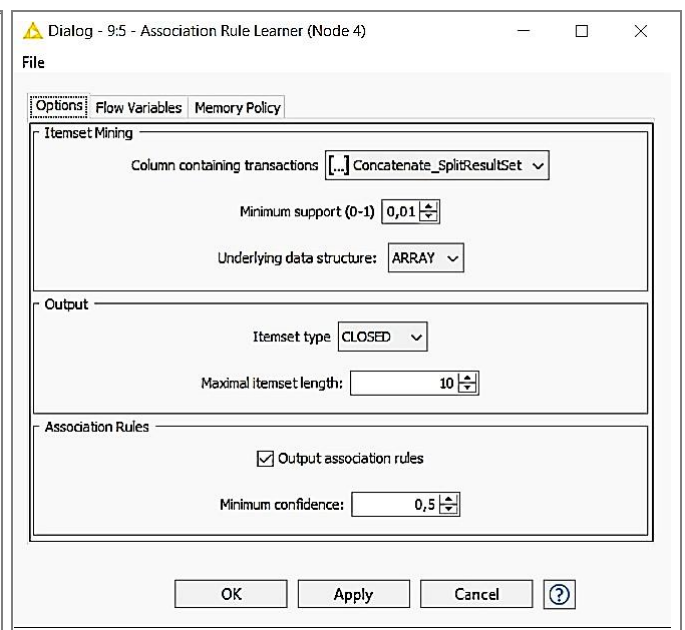 Dialog - 9:5 - Association Rule Learner (Node 4)
File
Options Flow Variables Memory Policy
Itemset Mining
Column containing transactions [...] Concatenate_SplitResultSet
Minimum support (0-1) 0,01
Underlying data structure: ARRAY
Output
Itemset type CLOSED
Maximal itemset length: 10
Association Rules
Output association rules
Minimum confidence: 0,5
OK Apply Cancel ?